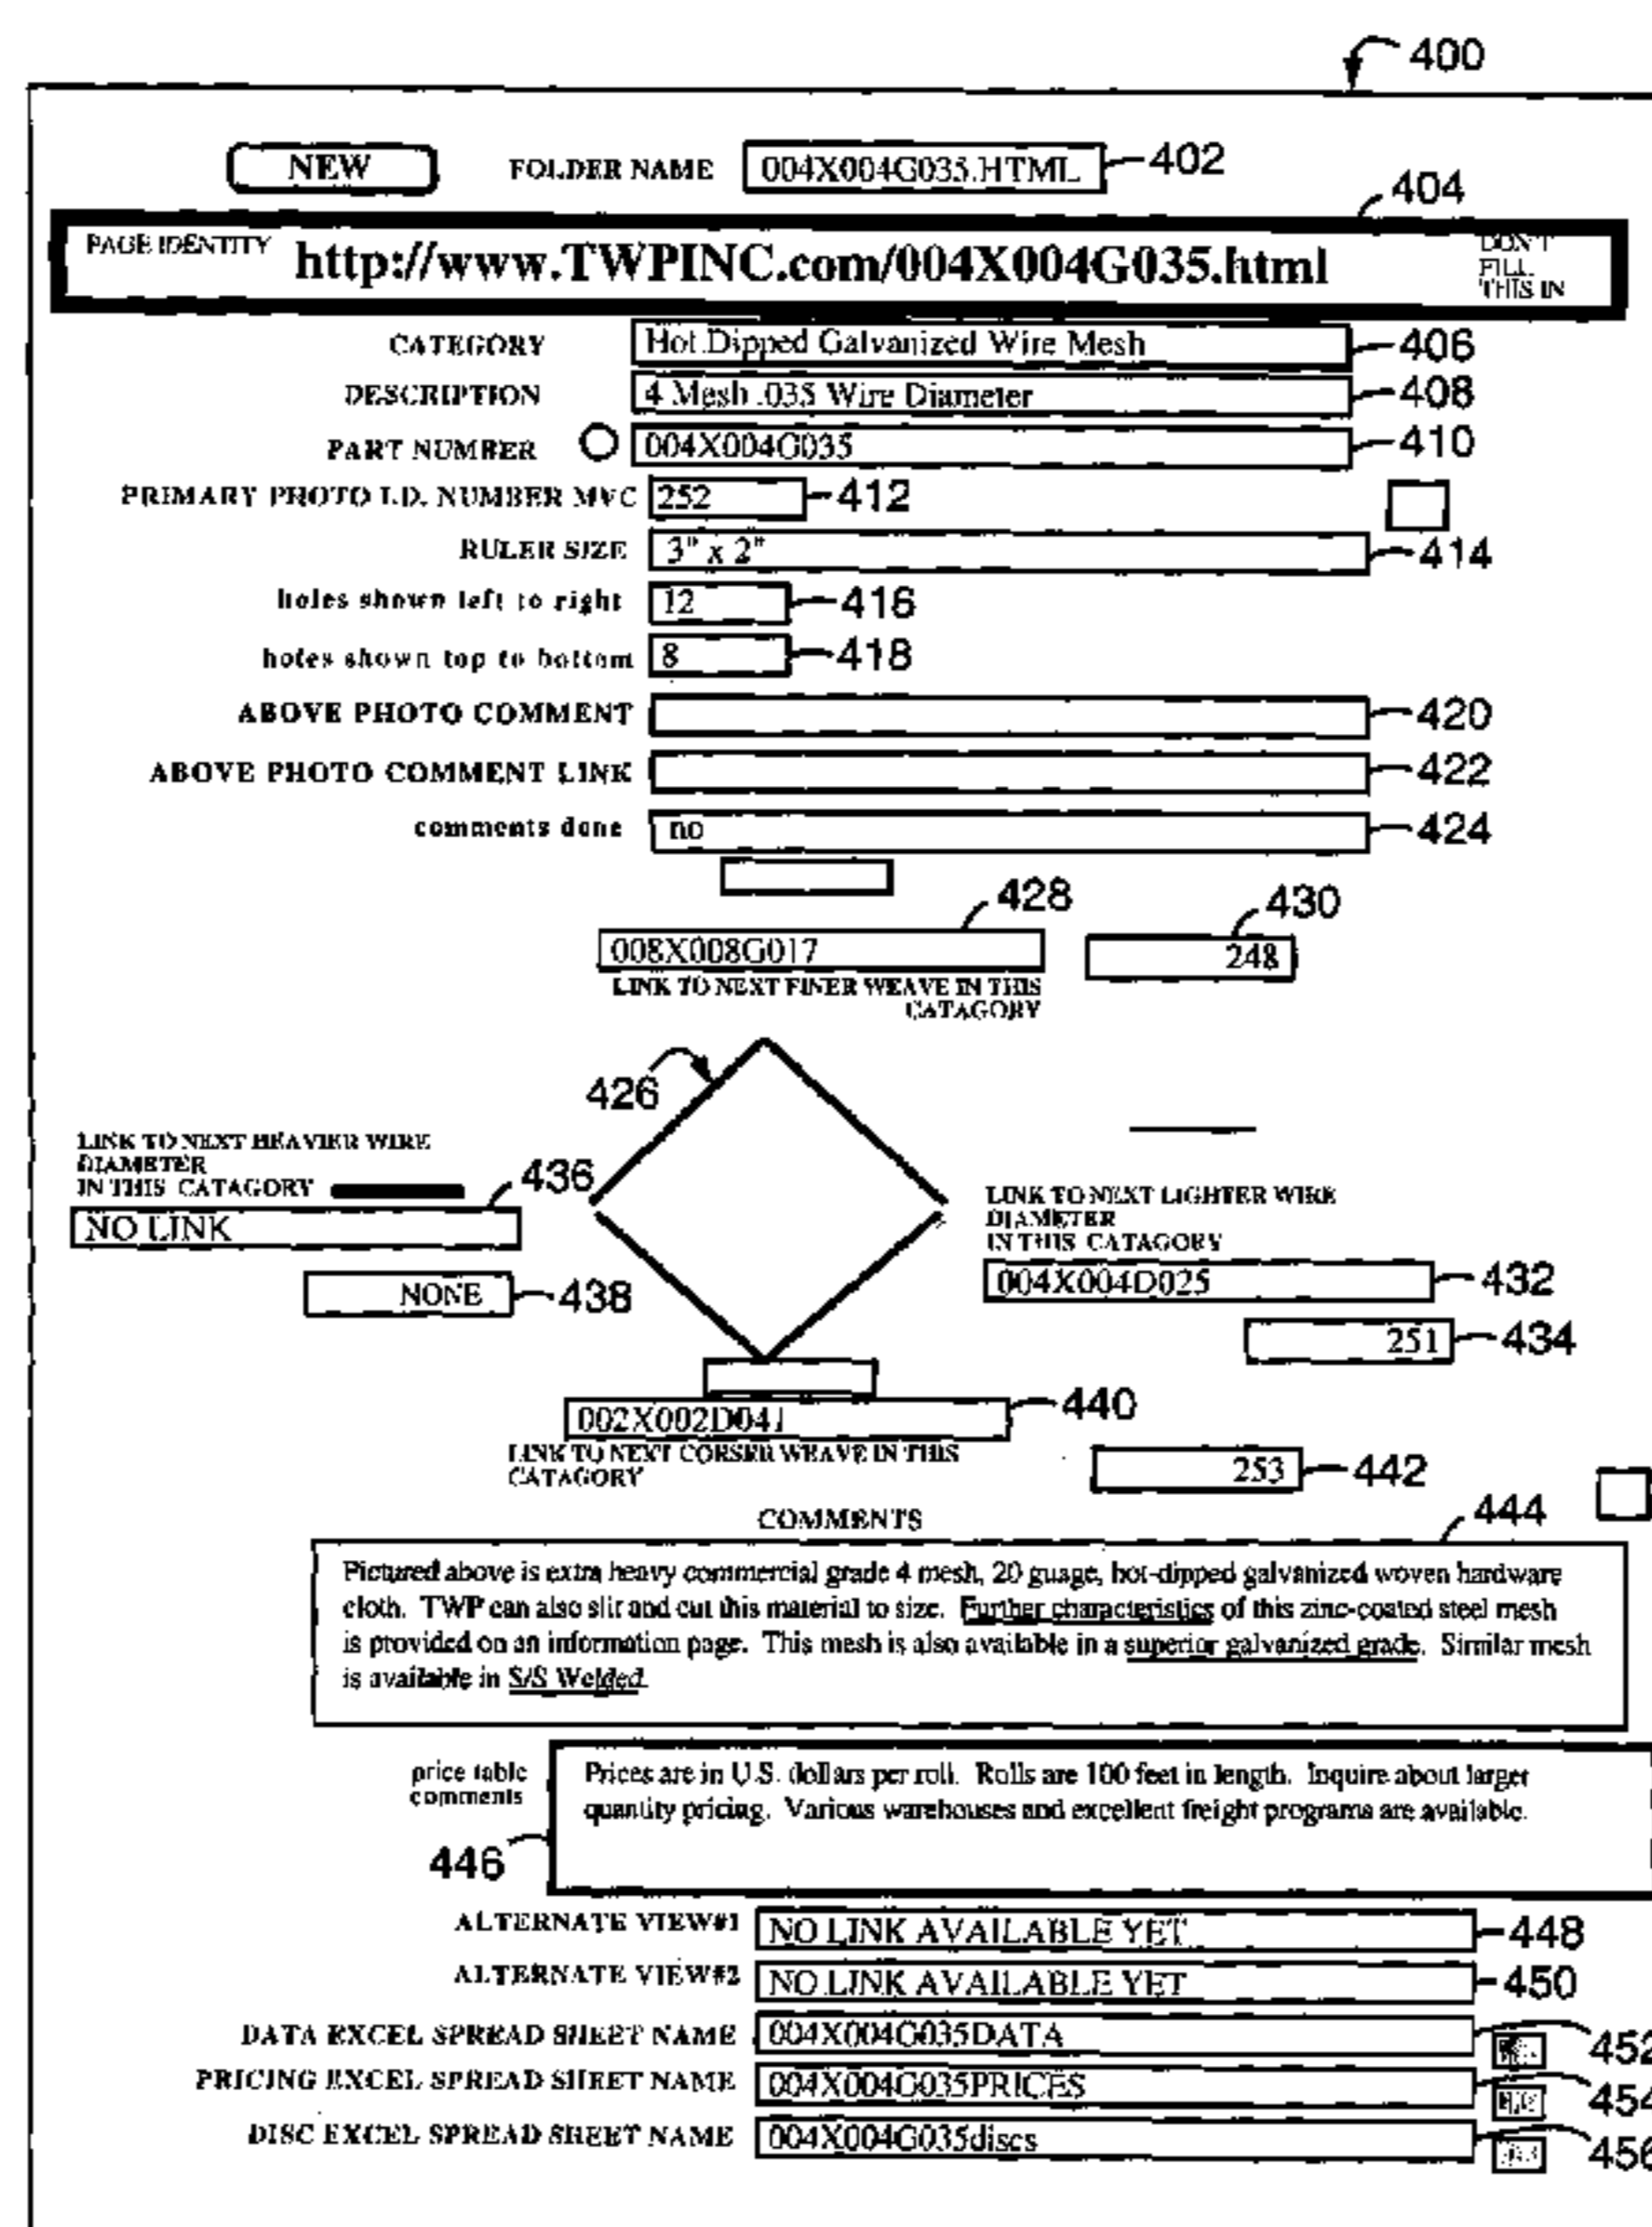 400
NEW FOLDER NAME 004X004G035.HTML 402
404
PAGE IDENTITY http://www.TWPINC.com/004X004G035.html DON'T
FILL
THIS IN
CATEGORY Hot Dipped Galvanized Wire Mesh 406
DESCRIPTION 4 Mesh .035 Wire Diameter 408
PART NUMBER 004X004G035 410
PRIMARY PHOTO I.D. NUMBER MVC 252 412
RULER SIZE 3" x 2" 414
holes shown left to right 12 416
holes shown top to bottom 8 418
ABOVE PHOTO COMMENT 420
ABOVE PHOTO COMMENT LINK 422
comments done no 424
428 430
008X008G017 248
LINK TO NEXT FINER WEAVE IN THIS
CATAGORY
426
LINK TO NEXT HEAVIER WIRE
DIAMETER
IN THIS CATAGORY 436
NO LINK
NONE 438
LINK TO NEXT LIGHTER WIRE
DIAMETER
IN THIS CATAGORY
004X004D025 432
251 434
002X002D041 440
LINK TO NEXT CORSER WEAVE IN THIS
CATAGORY
253 442
COMMENTS 444
Pictured above is extra heavy commercial grade 4 mesh, 20 guage, hot-dipped galvanized woven hardware
cloth. TWP can also slit and cut this material to size. Further characteristics of this zinc-coated steel mesh
is provided on an information page. This mesh is also available in a superior galvanized grade. Similar mesh
is available in S/S Welded.
price table
comments
446
Prices are in U.S. dollars per roll. Rolls are 100 feet in length. Inquire about larger
quantity pricing. Various warehouses and excellent freight programs are available.
ALTERNATE VIEW#1 NO LINK AVAILABLE YET 448
ALTERNATE VIEW#2 NO LINK AVAILABLE YET 450
DATA EXCEL SPREAD SHEET NAME 004X004G035DATA 452
PRICING EXCEL SPREAD SHEET NAME 004X004G035PRICES 454
DISC EXCEL SPREAD SHEET NAME 004X004G035discs 456